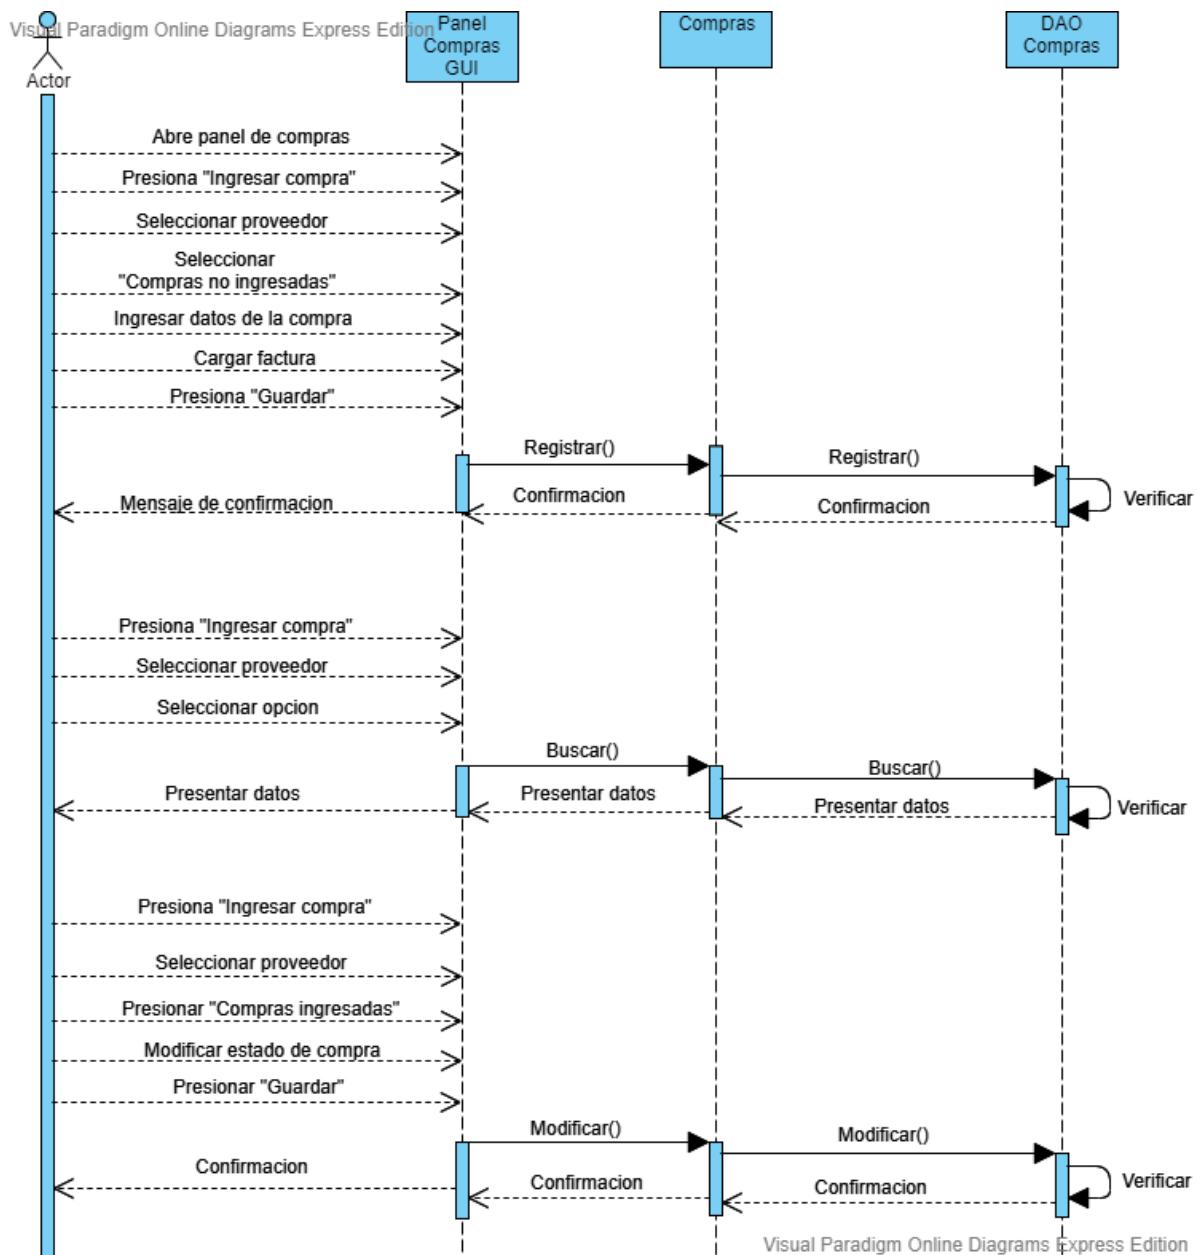 Visual Paradigm Online Diagrams Express Edition
Actor
Panel
Compras
GUI
Compras
DAO
Compras
Abre panel de compras
Presiona "Ingresar compra"
Seleccionar proveedor
Seleccionar
"Compras no ingresadas"
Ingresar datos de la compra
Cargar factura
Presiona "Guardar"
Registrar()
Registrar()
Verificar
Confirmacion
Confirmacion
Mensaje de confirmacion
Presiona "Ingresar compra"
Seleccionar proveedor
Seleccionar opcion
Buscar()
Buscar()
Verificar
Presentar datos
Presentar datos
Presentar datos
Presiona "Ingresar compra"
Seleccionar proveedor
Presionar "Compras ingresadas"
Modificar estado de compra
Presionar "Guardar"
Modificar()
Modificar()
Verificar
Confirmacion
Confirmacion
Confirmacion
Visual Paradigm Online Diagrams Express Edition